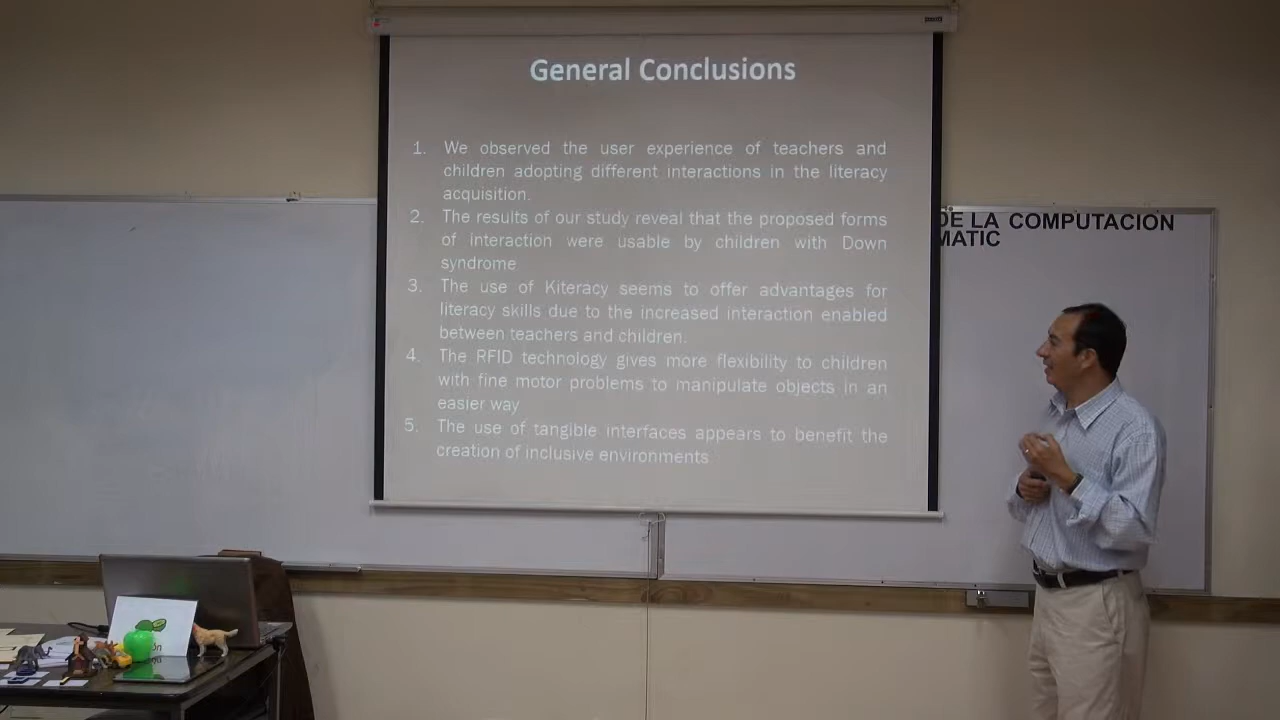 General Conclusions
1. We observed the user experience of teachers and
children adopting different interactions in the literacy
acquisition.
2. The results of our study reveal that the proposed forms
of interaction were usable by children with Down
syndrome
3. The use of Kiteracy seems to offer advantages for
literacy skills due to the increased interaction enabled
between teachers and children.
4. The RFID technology gives more flexibility to children
with fine motor problems to manipulate objects in an
easier way
5. The use of tangible interfaces appears to benefit the
creation of inclusive environments
DE LA COMPUTACIÓN
MATIC